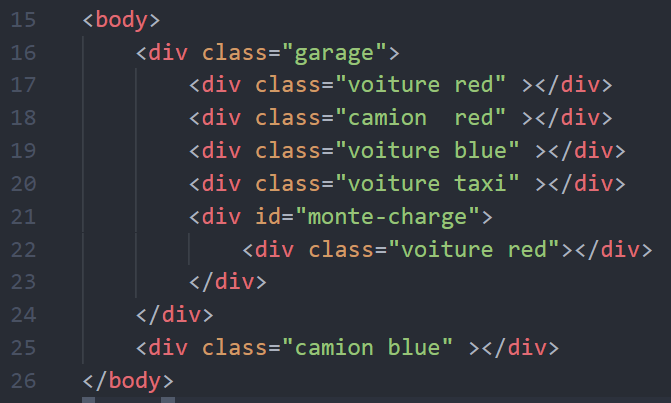 15 <body>
16 <div class="garage">
17 <div class="voiture red" ></div>
18 <div class="camion  red" ></div>
19 <div class="voiture blue" ></div>
20 <div class="voiture taxi" ></div>
21 <div id="monte-charge">
22 <div class="voiture red"></div>
23 </div>
24 </div>
25 <div class="camion blue" ></div>
26 </body>